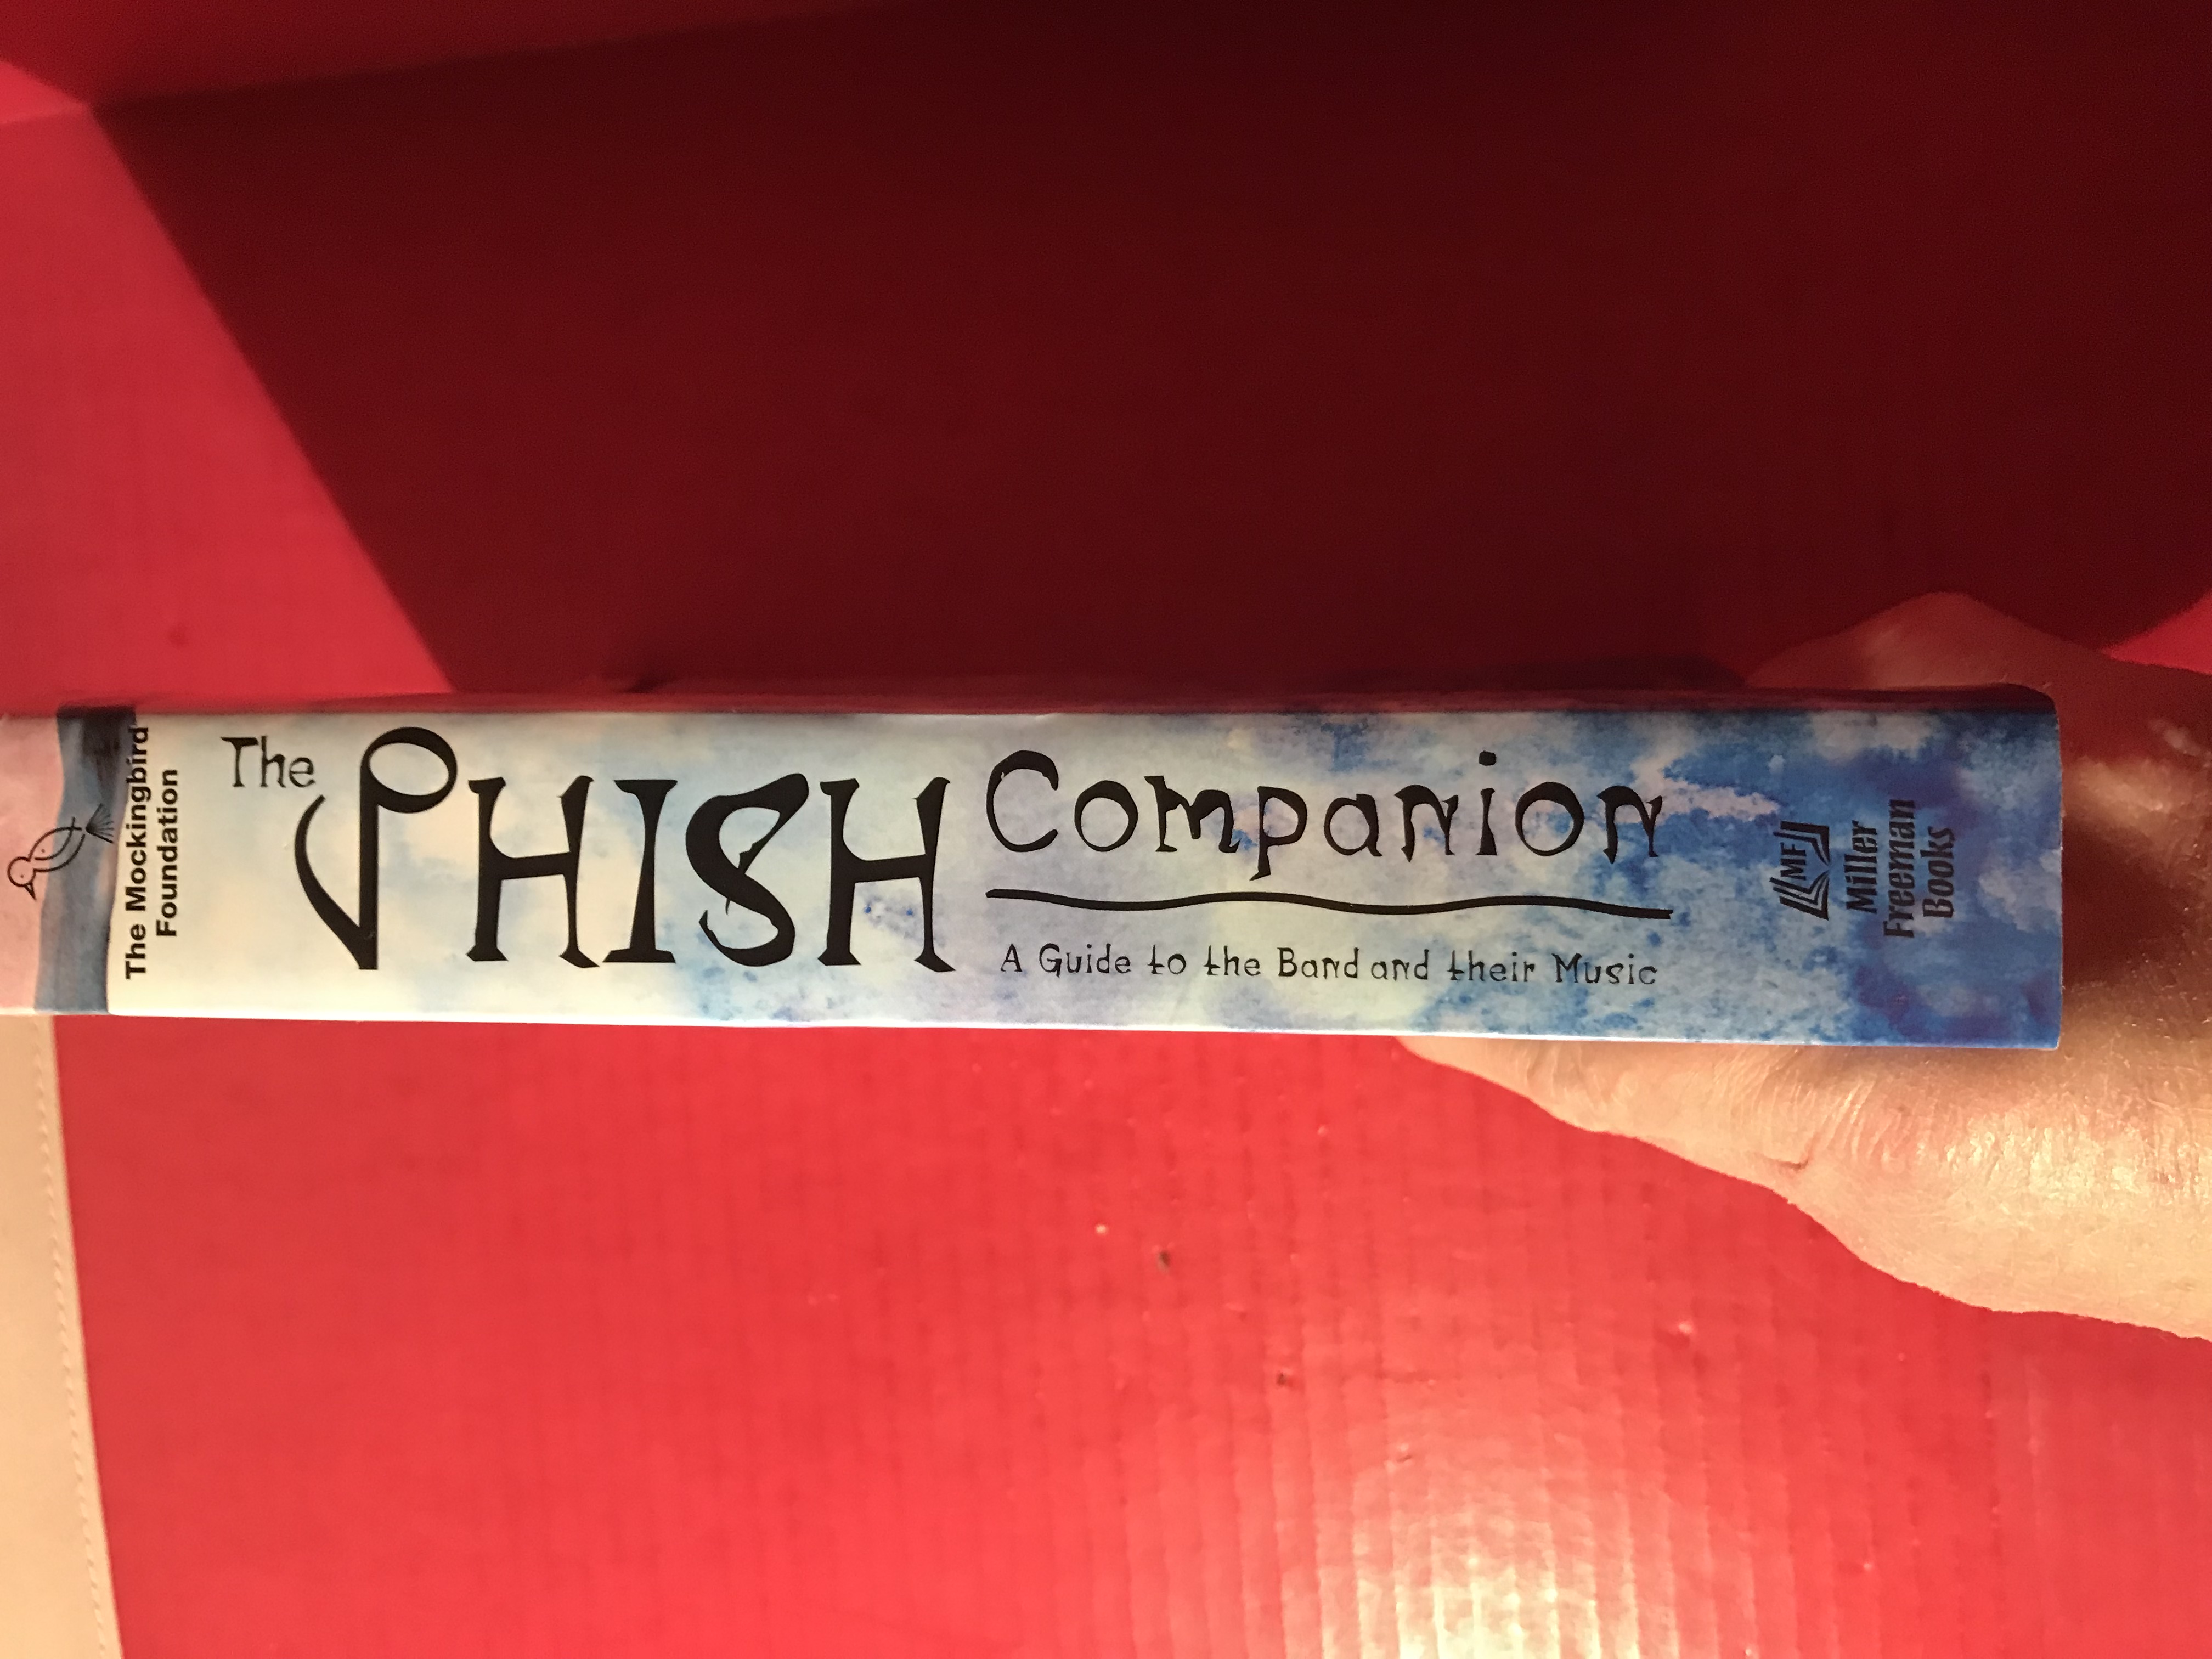 The Mockingbird
Foundation
The
PHISH
Companion
A Guide to the Band and their Music
MF
Miller
Freeman
Books